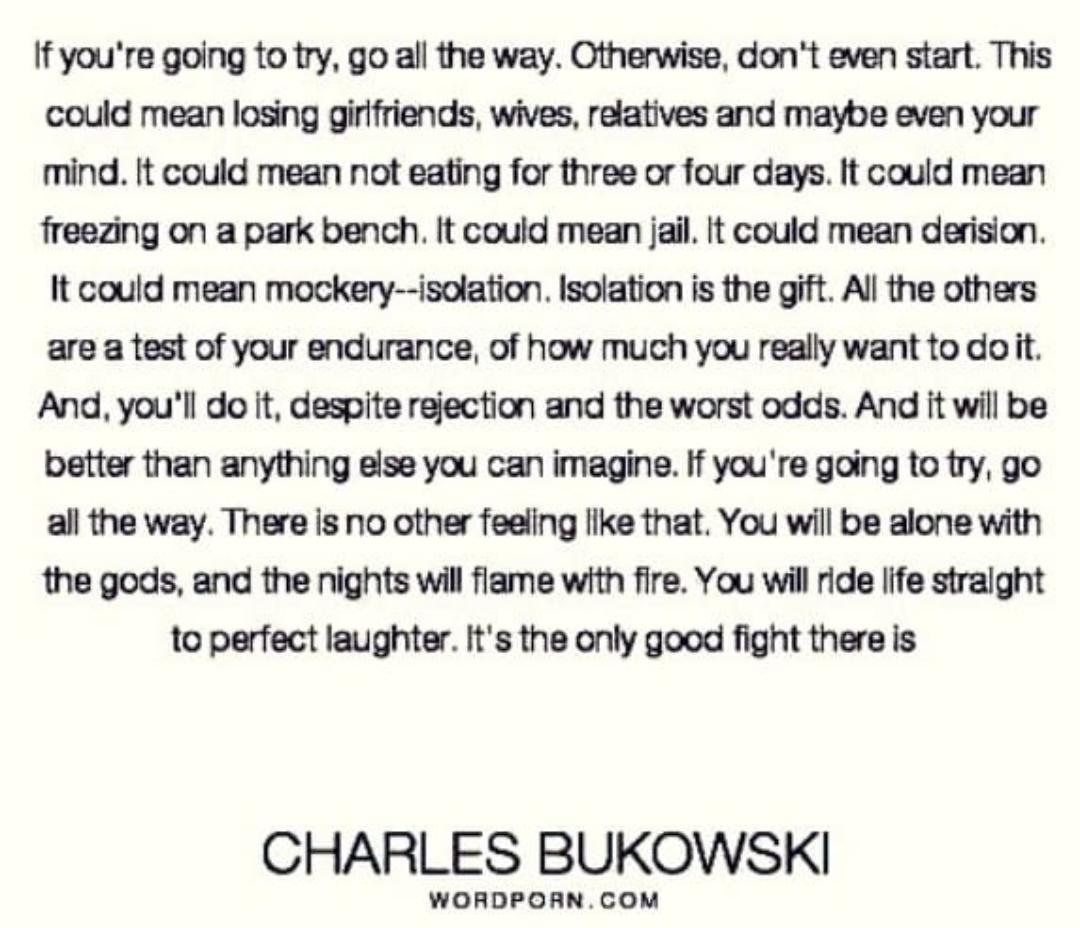 If you're going to try, go all the way. Otherwise, don't even start. This
could mean losing girlfriends, wives, relatives and maybe even your
mind. It could mean not eating for three or four days. It could mean
freezing on a park bench. It could mean jail. It could mean derision.
It could mean mockery--isolation. Isolation is the gift. All the others
are a test of your endurance, of how much you really want to do it.
And, you'll do it, despite rejection and the worst odds. And it will be
better than anything else you can imagine. If you're going to try, go
all the way. There is no other feeling like that. You will be alone with
the gods, and the nights will flame with fire. You will ride life straight
to perfect laughter. It's the only good fight there is
CHARLES BUKOWSKI
WORDPORN.COM